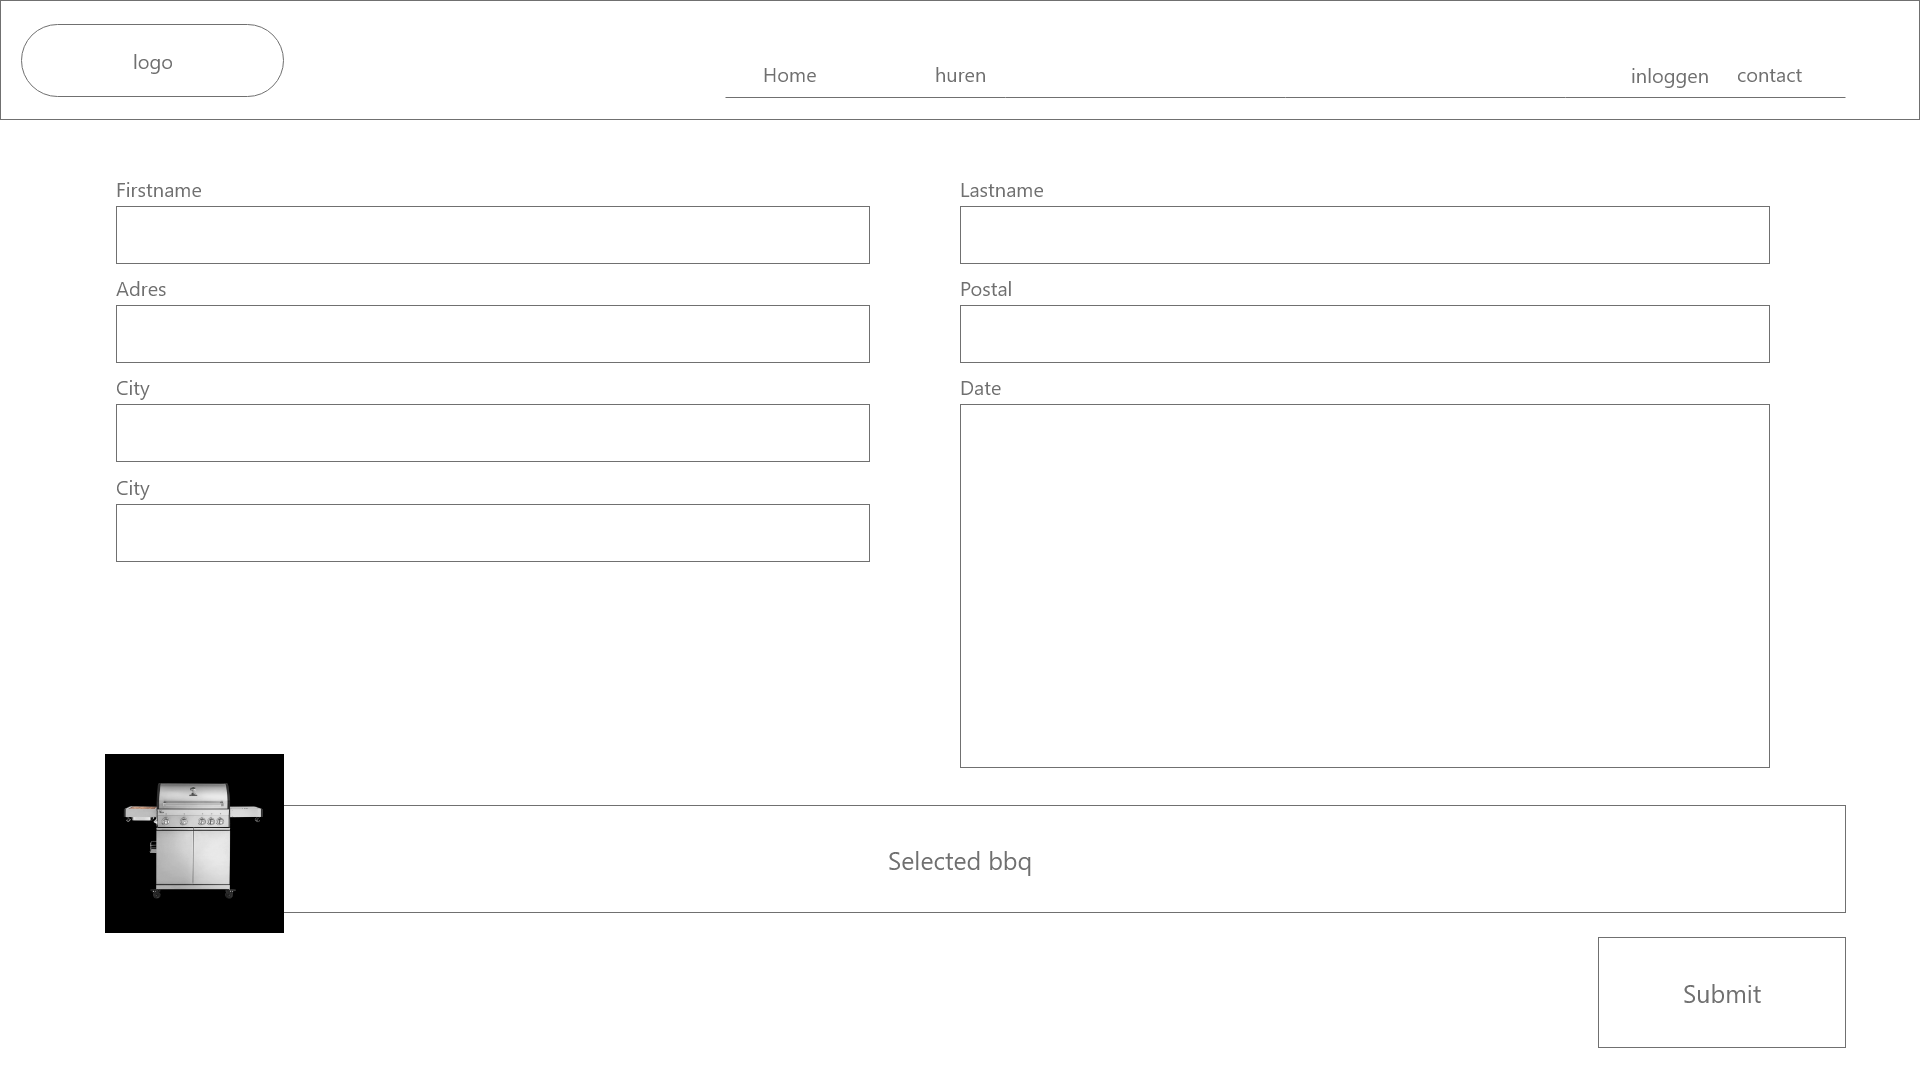 logo
Home
huren
inloggen
contact
Firstname
Lastname
Adres
Postal
City
Date
City
Selected bbq
Submit